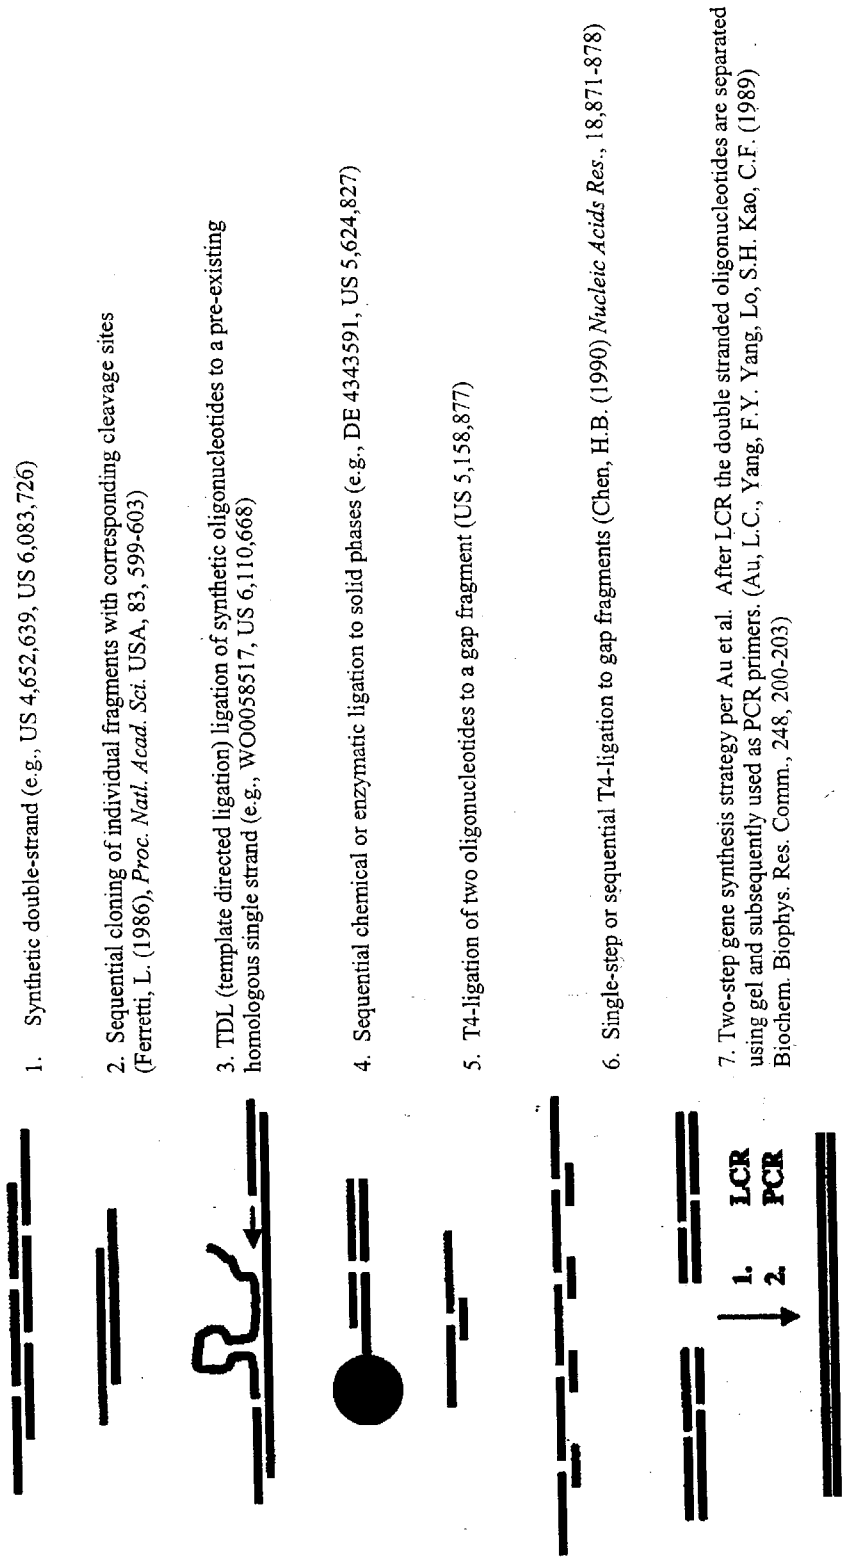 1. Synthetic double-strand (e.g., US 4,652,639, US 6,083,726)
2. Sequential cloning of individual fragments with corresponding cleavage sites
(Ferretti, L. (1986), Proc. Natl. Acad. Sci. USA, 83, 599-603)
3. TDL (template directed ligation) ligation of synthetic oligonucleotides to a pre-existing
homologous single strand (e.g., WO0058517, US 6,110,668)
4. Sequential chemical or enzymatic ligation to solid phases (e.g., DE 4343591, US 5,624,827)
5. T4-ligation of two oligonucleotides to a gap fragment (US 5,158,877)
6. Single-step or sequential T4-ligation to gap fragments (Chen, H.B. (1990) Nucleic Acids Res., 18,871-878)
1. LCR
2. PCR
7. Two-step gene synthesis strategy per Au et al. After LCR the double stranded oligonucleotides are separated
using gel and subsequently used as PCR primers. (Au, L.C., Yang, F.Y. Yang, Lo, S.H. Kao, C.F. (1989)
Biochem. Biophys. Res. Comm., 248, 200-203)